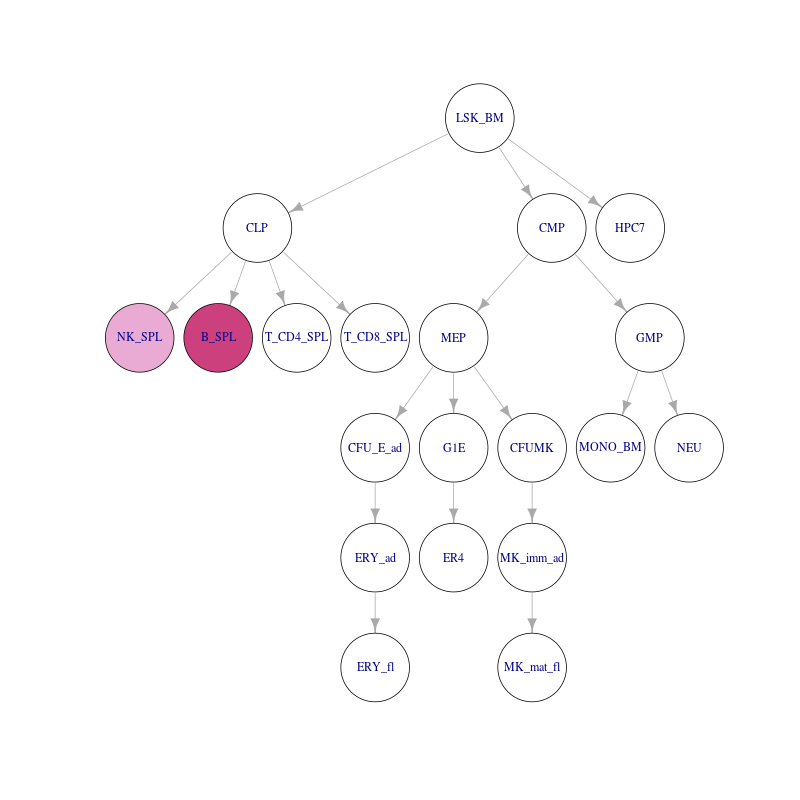 LSK_BM
CLP
CMP
HPC7
NK_SPL
B_SPL
T_CD4_SPL
T_CD8_SPL
MEP
GMP
CFU_E_ad
G1E
CFUMK
MONO_BM
NEU
ERY_ad
ER4
MK_imm_ad
ERY_fl
MK_mat_fl